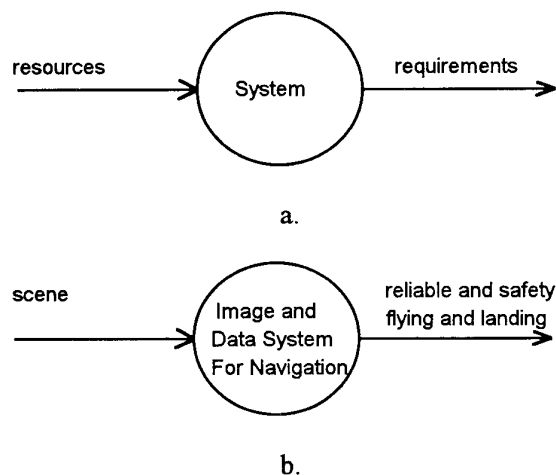 resources
System
requirements
a.
scene
Image and
Data System
For Navigation
reliable and safety
flying and landing
b.